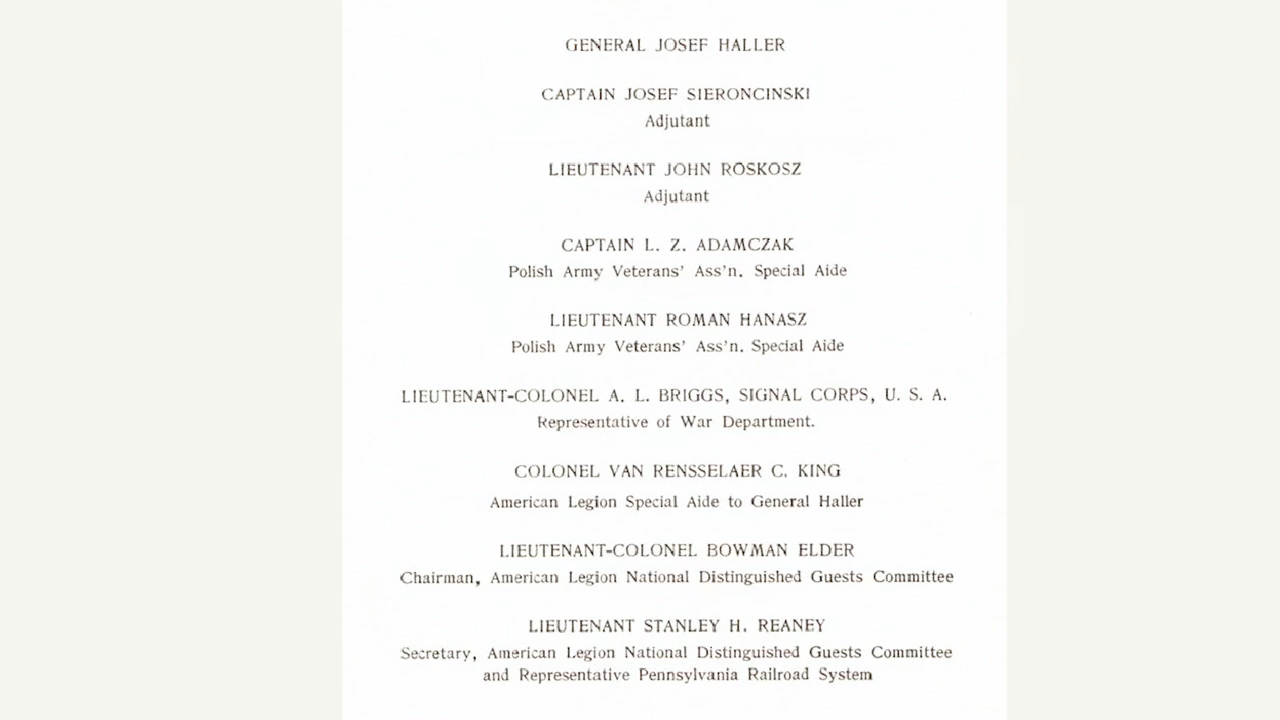 GENERAL JOSEF HALLER
CAPTAIN JOSEF SIERONCINSKI
Adjutant
LIEUTENANT JOHN ROSKOSZ
Adjutant
CAPTAIN L. Z. ADAMCZAK
Polish Army Veterans' Ass'n. Special Aide
LIEUTENANT ROMAN HANASZ
Polish Army Veterans' Ass'n. Special Aide
LIEUTENANT-COLONEL A. L. BRIGGS, SIGNAL CORPS, U. S. A.
Representative of War Department.
COLONEL VAN RENSSELAER C. KING
American Legion Special Aide to General Haller
LIEUTENANT-COLONEL BOWMAN ELDER
Chairman, American Legion National Distinguished Guests Committee
LIEUTENANT STANLEY H. REANEY
Secretary, American Legion National Distinguished Guests Committee
and Representative Pennsylvania Railroad System